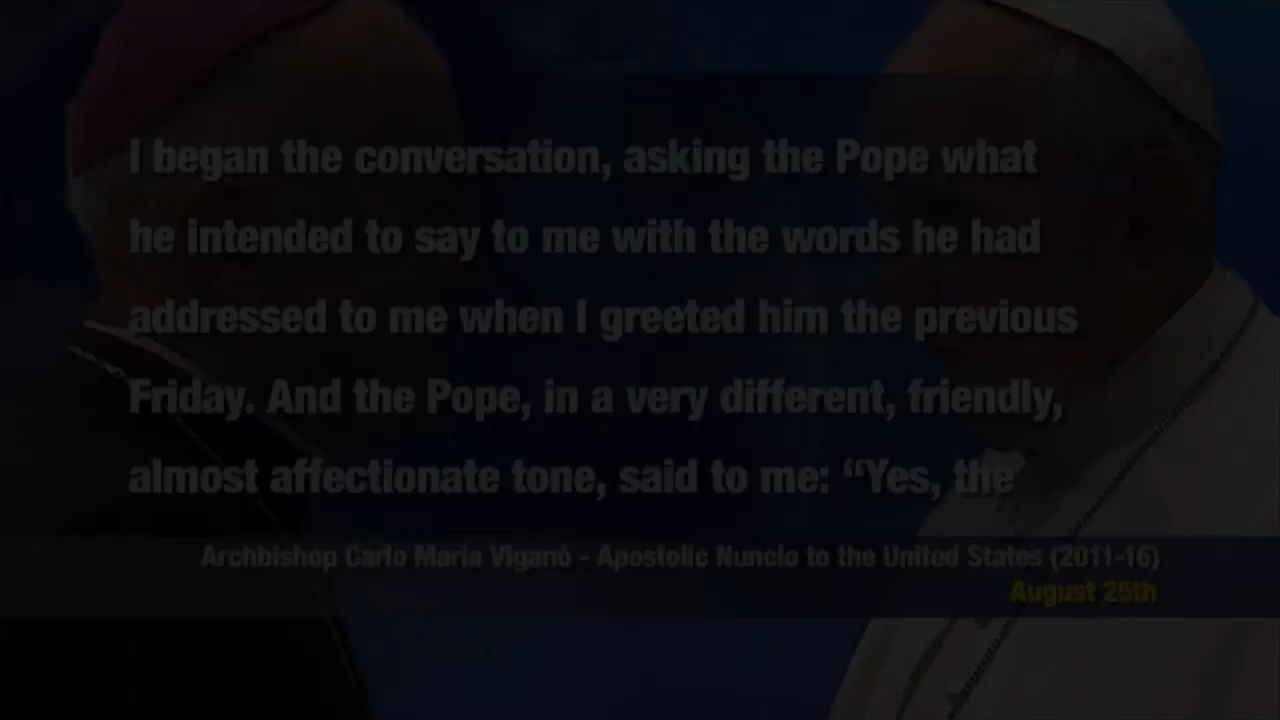 I began the conversation, asking the Pope what
he intended to say to me with the words he had
addressed to me when I greeted him the previous
Friday. And the Pope, in a very different, friendly,
almost affectionate tone, said to me: “Yes, the
Archbishop Carlo Maria Viganò - Apostolic Nuncio to the United States (2011-16)
August 25th